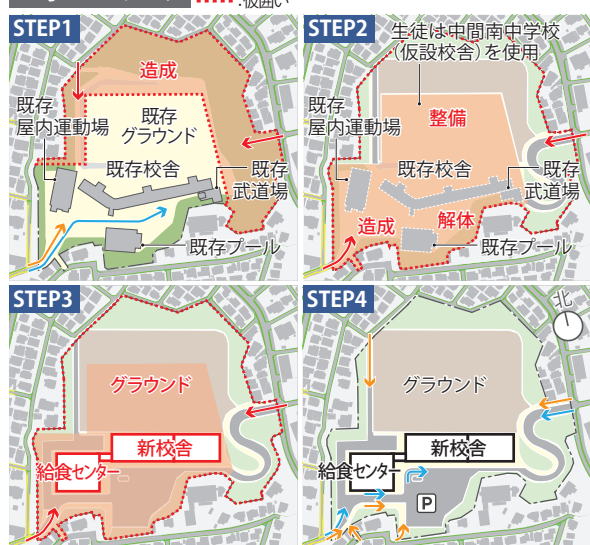 :仮囲い
STEP1
造成
既存
屋内運動場
既存
グラウンド
既存校舎
既存
武道場
既存プール
STEP2
生徒は中間南中学校
（仮設校舎）を使用
既存
屋内運動場
整備
既存校舎
既存
武道場
造成
解体
既存プール
STEP3
グラウンド
新校舎
給食センター
STEP4
北
グラウンド
新校舎
給食センター
P